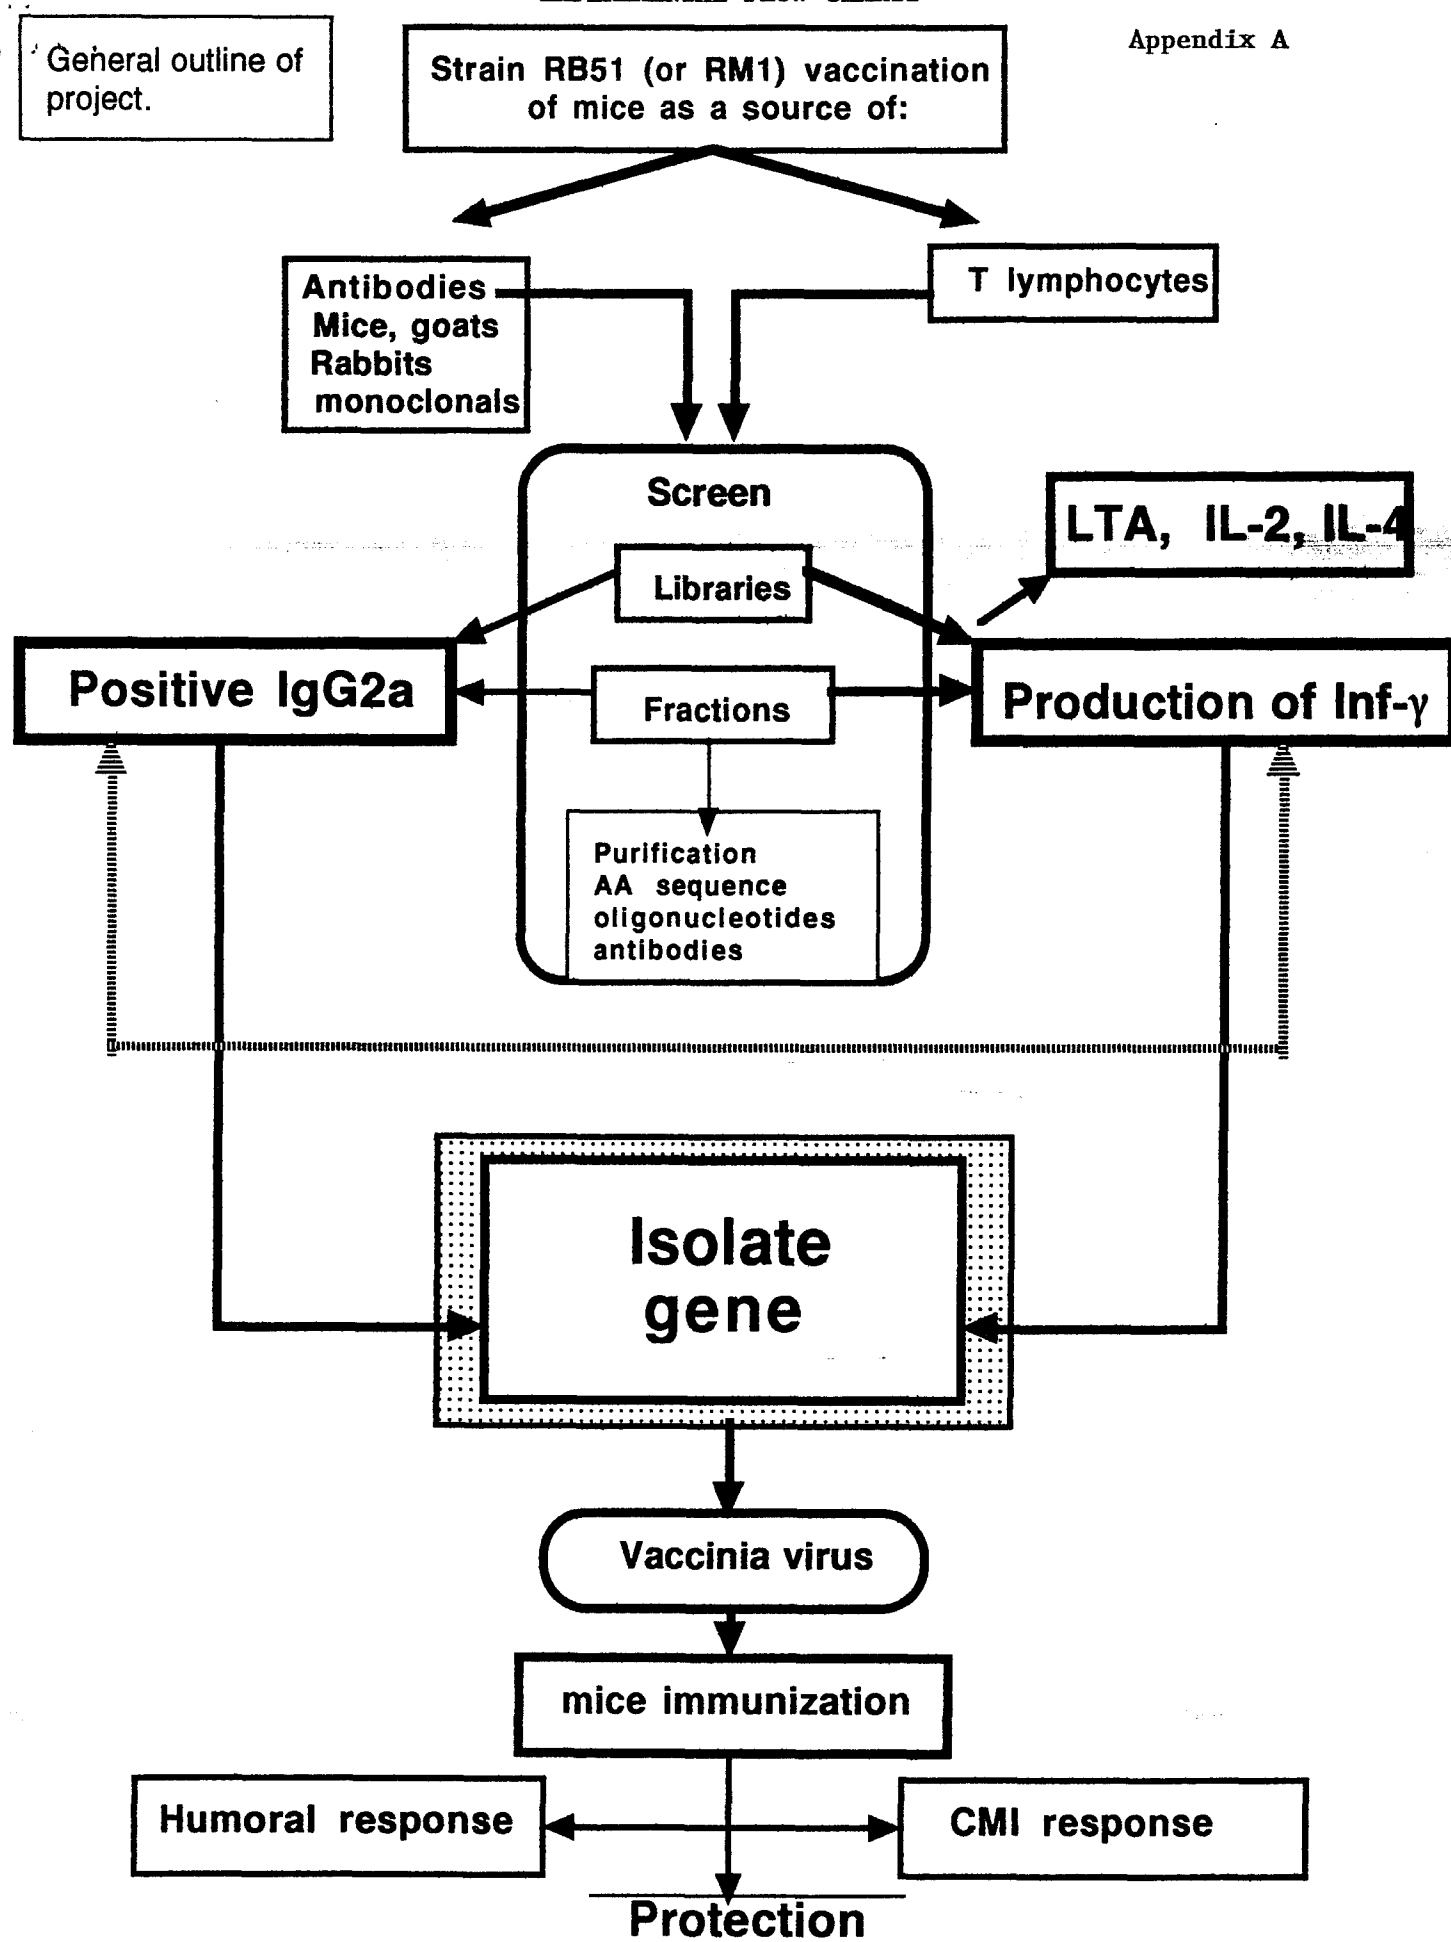 Appendix A
General outline of
project.
Strain RB51 (or RM1) vaccination
of mice as a source of:
Antibodies
Mice, goats
Rabbits
monoclonals
T lymphocytes
Screen
Libraries
LTA, IL-2, IL-4
Positive IgG2a
Fractions
Production of Inf-γ
Purification
AA sequence
oligonucleotides
antibodies
Isolate
gene
Vaccinia virus
mice immunization
Humoral response
CMI response
Protection